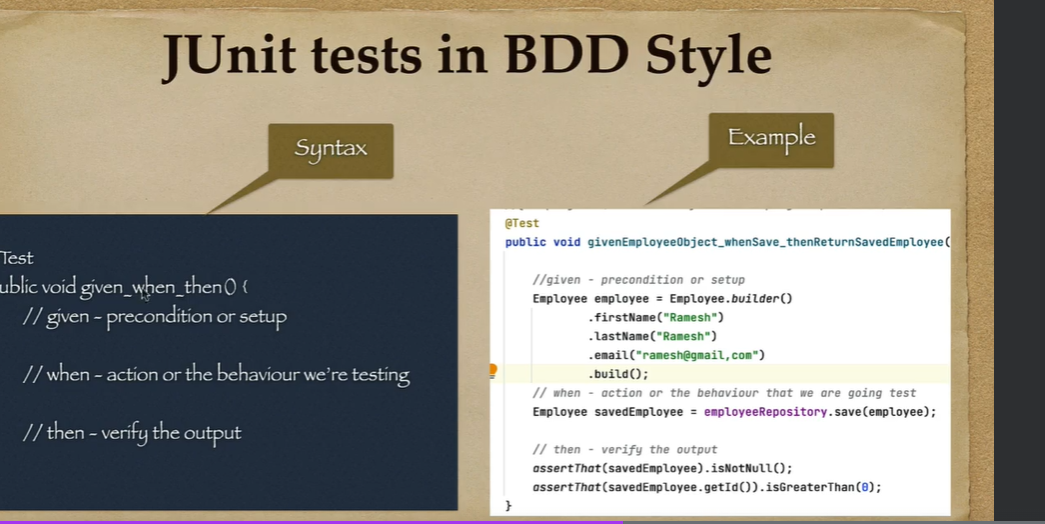 JUnit tests in BDD Style
Syntax
Test
ublic void given_when_then() {
// given - precondition or setup
// when - action or the behaviour we're testing
// then - verify the output
Example
@Test
public void givenEmployeeObject_whenSave_thenReturnSavedEmployee(
//given - precondition or setup
Employee employee = Employee.builder()
.firstName("Ramesh")
.lastName("Ramesh")
.email("ramesh@gmail,com")
.build();
// when - action or the behaviour that we are going test
Employee savedEmployee = employeeRepository.save(employee);
// then - verify the output
assertThat(savedEmployee).isNotNull();
assertThat(savedEmployee.getId()).isGreaterThan(0);
}